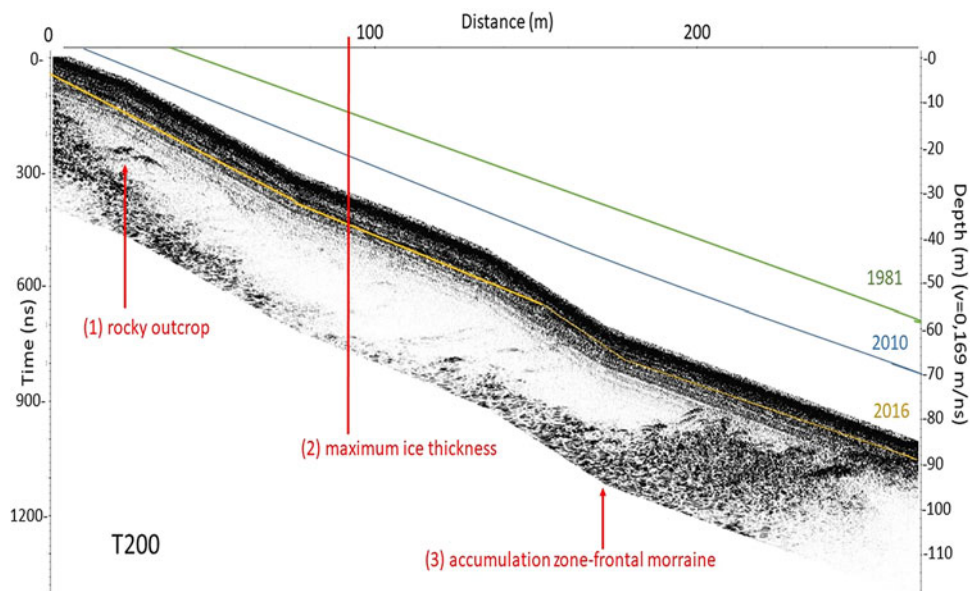 Distance (m)
0 100 200
0- -0
-10
-20
300- -30
-40
1981
-50
600- -60
(1) rocky outcrop
2010
-70
2016
900- -80
(2) maximum ice thickness
-90
1200- -100
T200
(3) accumulation zone-frontal morraine
-110
Time (ns)
Depth (m) (v=0,169 m/ns)